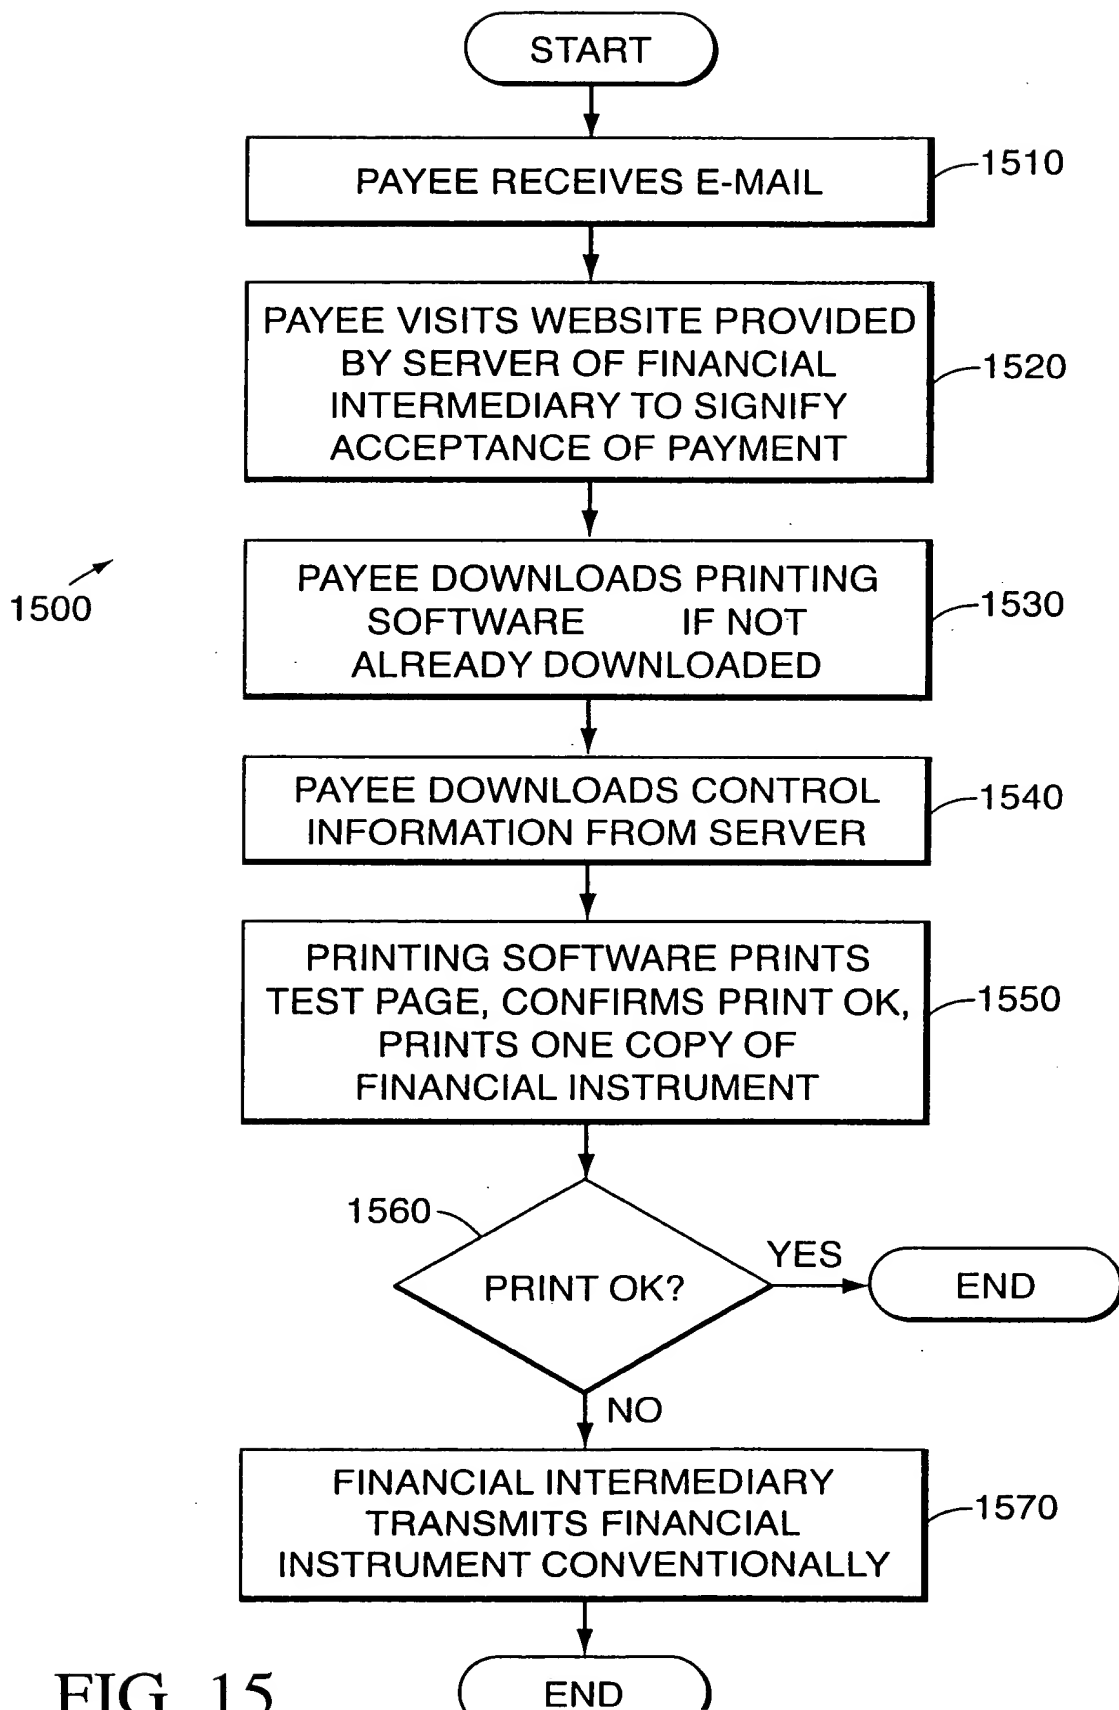 START
PAYEE RECEIVES E-MAIL
1510
PAYEE VISITS WEBSITE PROVIDED
BY SERVER OF FINANCIAL
INTERMEDIARY TO SIGNIFY
ACCEPTANCE OF PAYMENT
1520
1500
PAYEE DOWNLOADS PRINTING
SOFTWARE IF NOT
ALREADY DOWNLOADED
1530
PAYEE DOWNLOADS CONTROL
INFORMATION FROM SERVER
1540
PRINTING SOFTWARE PRINTS
TEST PAGE, CONFIRMS PRINT OK,
PRINTS ONE COPY OF
FINANCIAL INSTRUMENT
1550
1560
PRINT OK?
YES
END
NO
FINANCIAL INTERMEDIARY
TRANSMITS FINANCIAL
INSTRUMENT CONVENTIONALLY
1570
END
FIG. 15